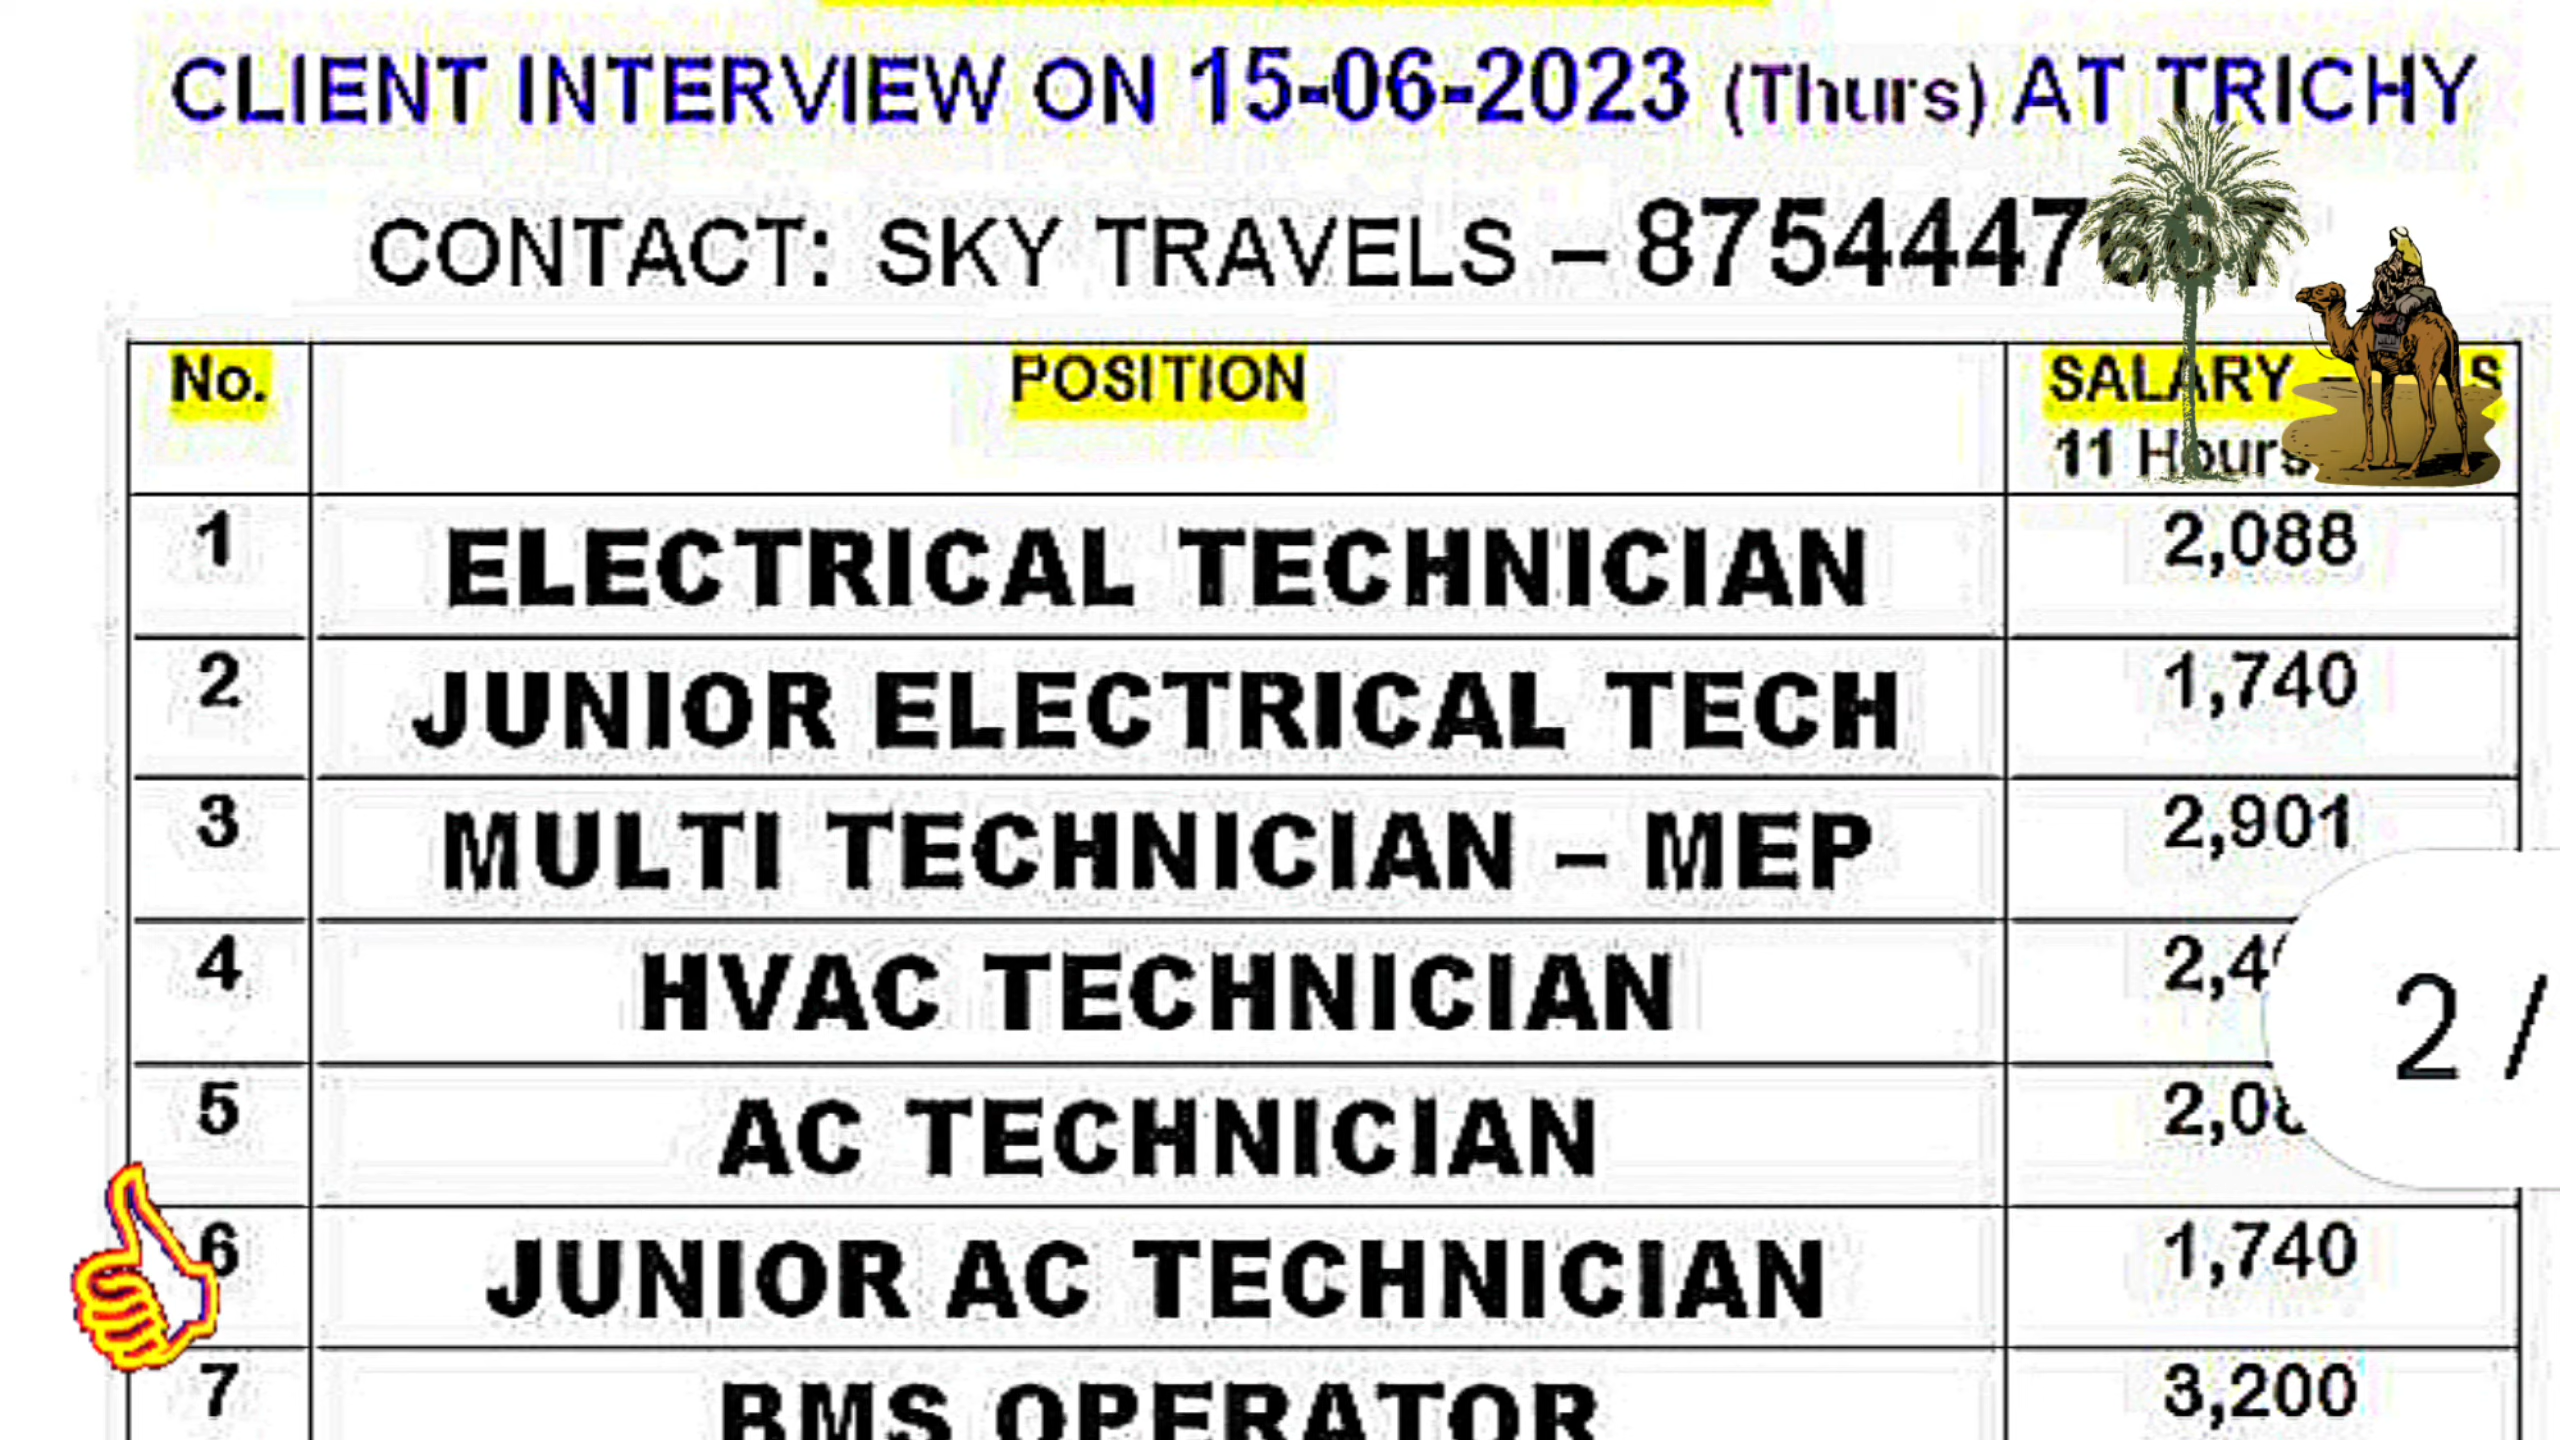 CLIENT INTERVIEW ON 15-06-2023 (Thurs) AT TRICHY
CONTACT: SKY TRAVELS –
No. POSITION SALARY –
11 Hours
1 ELECTRICAL TECHNICIAN 2,088
2 JUNIOR ELECTRICAL TECH 1,740
3 MULTI TECHNICIAN – MEP 2,901
4 HVAC TECHNICIAN
5 AC TECHNICIAN
2 /
6 JUNIOR AC TECHNICIAN 1,740
7 BMS OPERATOR 3,200